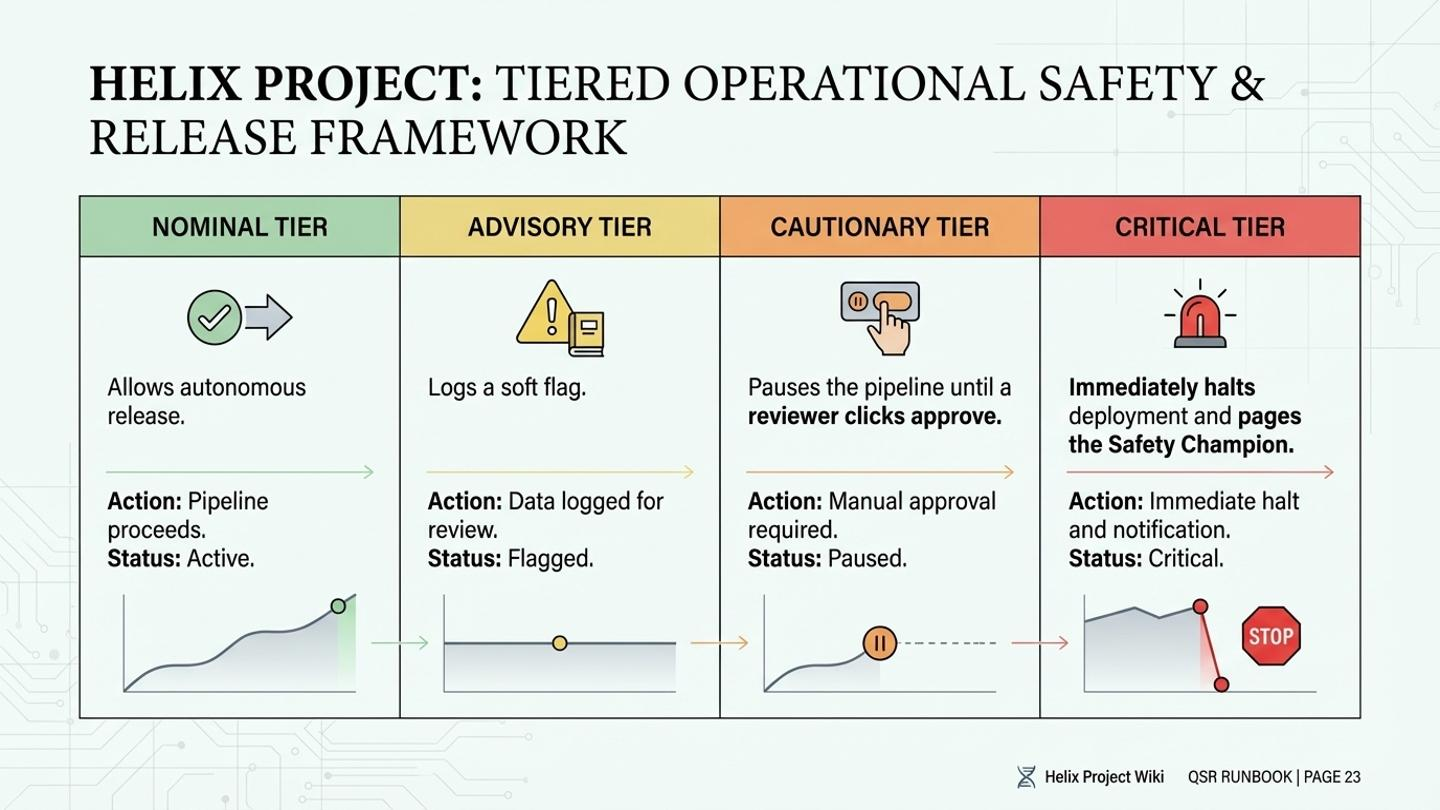 HELIX PROJECT: TIERED OPERATIONAL SAFETY &
RELEASE FRAMEWORK
NOMINAL TIER
Allows autonomous
release.
Action: Pipeline
proceeds.
Status: Active.
ADVISORY TIER
Logs a soft flag.
Action: Data logged for
review.
Status: Flagged.
CAUTIONARY TIER
Pauses the pipeline until a
reviewer clicks approve.
Action: Manual approval
required.
Status: Paused.
CRITICAL TIER
Immediately halts
deployment and pages
the Safety Champion.
Action: Immediate halt
and notification.
Status: Critical.
STOP
Helix Project Wiki QSR RUNBOOK | PAGE 23